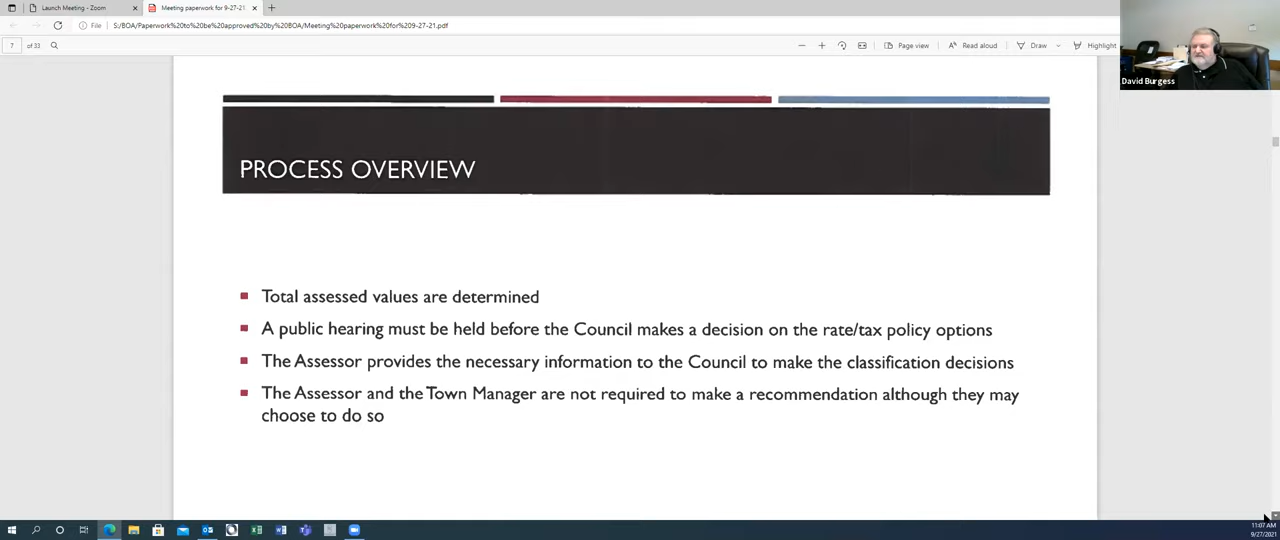 Launch Meeting - Zoom
Meeting paperwork for 9-27-21.
File
S:/BOA/Paperwork%20to%20be%20approved%20by%20BOA/Meeting%20paperwork%20for%209-27-21.pdf
7
of 33
Page view
Read aloud
Draw
Highlight
David Burgess
PROCESS OVERVIEW
Total assessed values are determined
A public hearing must be held before the Council makes a decision on the rate/tax policy options
The Assessor provides the necessary information to the Council to make the classification decisions
The Assessor and the Town Manager are not required to make a recommendation although they may
choose to do so
11:07 AM
9/27/2021